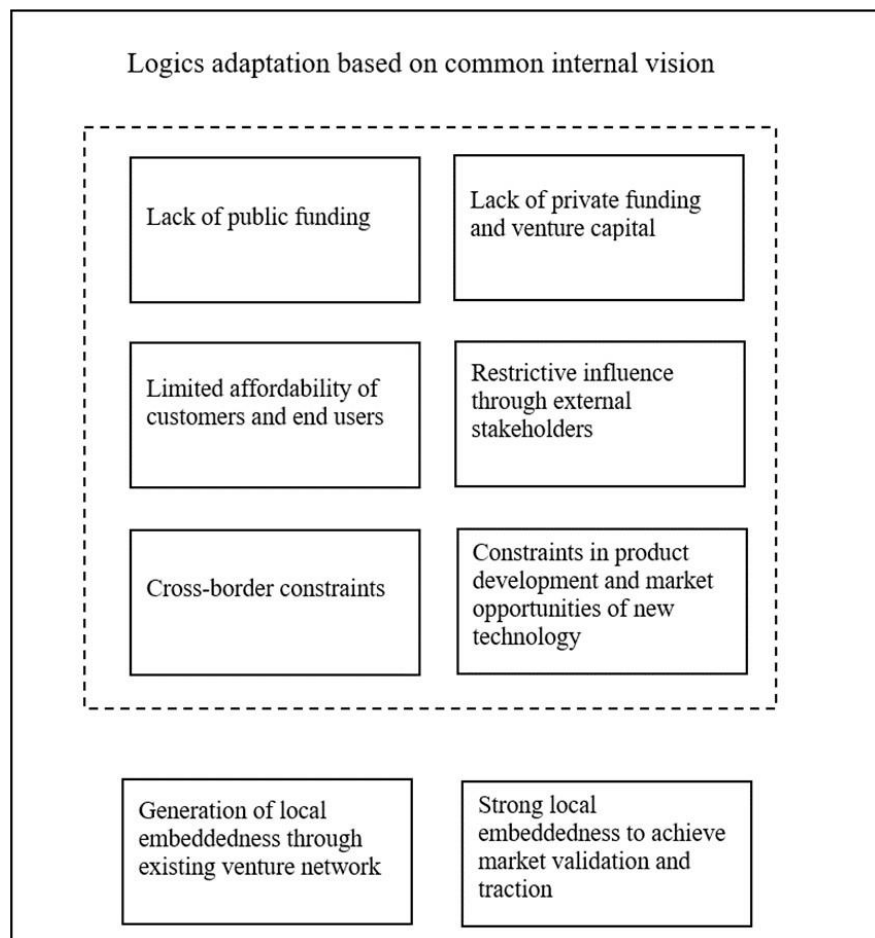 Logics adaptation based on common internal vision
Lack of public funding
Lack of private funding
and venture capital
Limited affordability of
customers and end users
Restrictive influence
through external
stakeholders
Cross-border constraints
Constraints in product
development and market
opportunities of new
technology
Generation of local
embeddedness through
existing venture network
Strong local
embeddedness to achieve
market validation and
traction